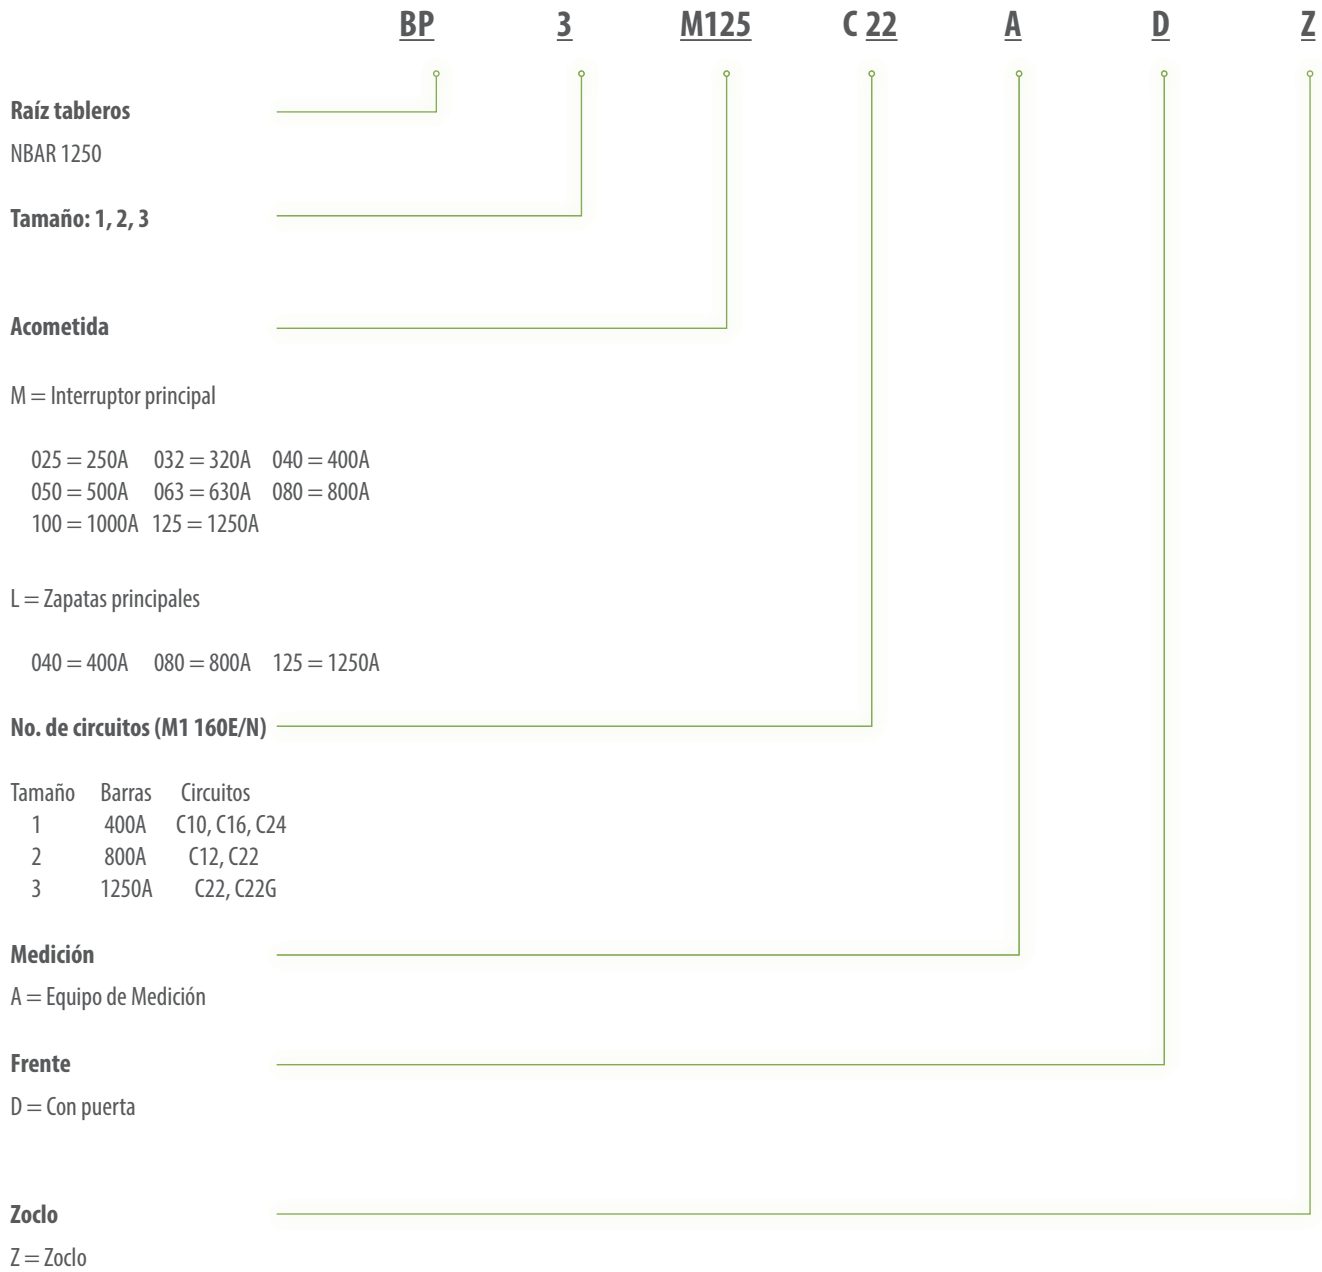 BP 3 M125 C 22 A D Z
Raíz tableros
NBAR 1250
Tamaño: 1, 2, 3
Acometida
M = Interruptor principal
025 = 250A 032 = 320A 040 = 400A
050 = 500A 063 = 630A 080 = 800A
100 = 1000A 125 = 1250A
L = Zapatas principales
040 = 400A 080 = 800A 125 = 1250A
No. de circuitos (M1 160E/N)
Tamaño Barras Circuitos
1 400A C10, C16, C24
2 800A C12, C22
3 1250A C22, C22G
Medición
A = Equipo de Medición
Frente
D = Con puerta
Zoclo
Z = Zoclo